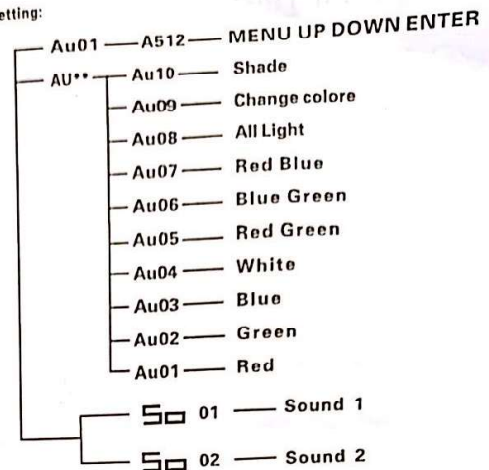 etting:
Au01 A512 MENU UP DOWN ENTER
AU** Au10 Shade
Au09 Change colore
Au08 All Light
Au07 Red Blue
Au06 Blue Green
Au05 Red Green
Au04 White
Au03 Blue
Au02 Green
Au01 Red
So 01 Sound 1
So 02 Sound 2